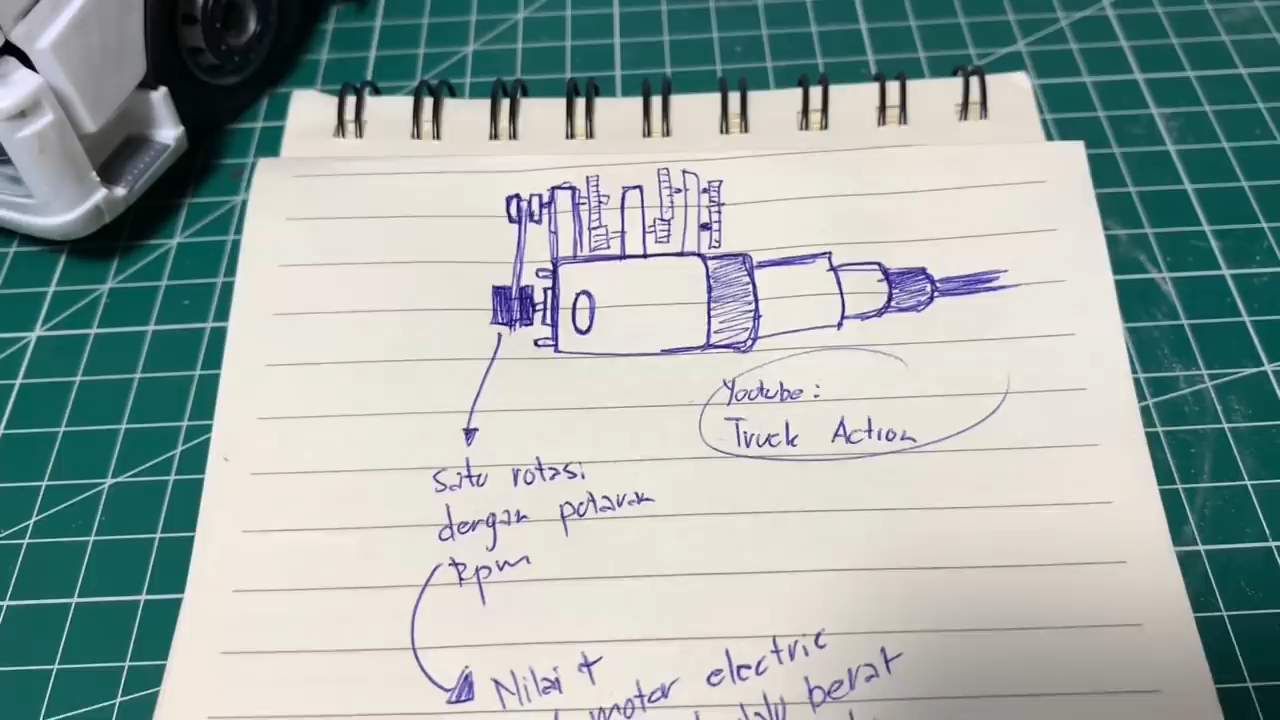 Youtube:
Truck Action
satu rotasi
dengan putaran
Rpm
Nilai +
motor electric
berat